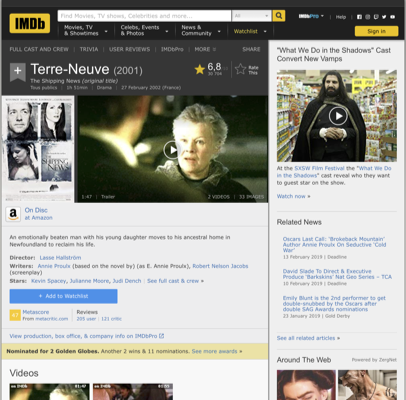 IMDb
Find Movies, TV shows, Celebrities and more...
All
Movies, TV & Showtimes
Celebs, Events & Photos
News & Community
Watchlist
IMDbPro
Help
Sign in
FULL CAST AND CREW | TRIVIA | USER REVIEWS | IMDbPro | MORE
SHARE
Terre-Neuve (2001)
The Shipping News (original title)
Tous publics | 1h 51min | Drama | 27 February 2002 (France)
6,8
Rate This
THE SHIPPING NEWS
1:47 | Trailer
2 VIDEOS | 33 IMAGES
On Disc
at Amazon
An emotionally beaten man with his young daughter moves to his ancestral home in
Newfoundland to reclaim his life.
Director: Lasse Hallström
Writers: Annie Proulx (based on the novel by) (as E. Annie Proulx), Robert Nelson Jacobs
(screenplay)
Stars: Kevin Spacey, Julianne Moore, Judi Dench | See full cast & crew »
+ Add to Watchlist
47
Metascore
From metacritic.com
Reviews
205 user | 121 critic
View production, box office, & company info on IMDbPro
Nominated for 2 Golden Globes. Another 2 wins & 11 nominations. See more awards »
Videos
"What We Do in the Shadows" Cast
Convert New Vamps
At the SXSW Film Festival the "What We
Do in the Shadows" cast reveal who they
want to guest star on the show.
Watch now »
Related News
Oscars Last Call: 'Brokeback Mountain'
Author Annie Proulx On Seduction of 'Cold
War'
13 February 2019 | Deadline
David Slade To Direct & Executive
Produce 'Barkskins' Nat Geo Series – TCA
10 February 2019 | Deadline
Emily Blunt is the 2nd performer to get
double-snubbed by the Oscars after
double SAG Awards nominations
23 January 2019 | Gold Derby
See all related articles »
Around The Web
Powered by ZergNet